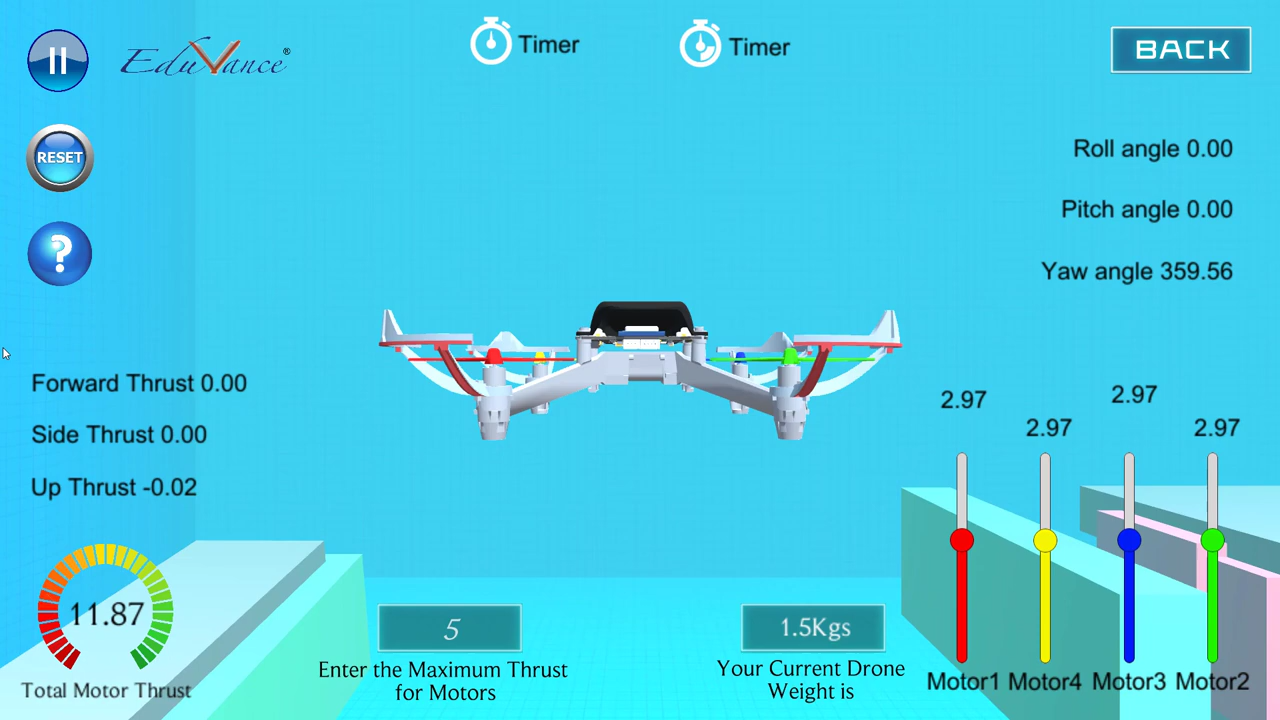 EduVance®
Timer
Timer
BACK
RESET
?
Roll angle 0.00
Pitch angle 0.00
Yaw angle 359.56
Forward Thrust 0.00
Side Thrust 0.00
Up Thrust -0.02
11.87
Total Motor Thrust
5
Enter the Maximum Thrust
for Motors
1.5Kgs
Your Current Drone
Weight is
2.97
2.97
2.97
2.97
Motor1 Motor4 Motor3 Motor2